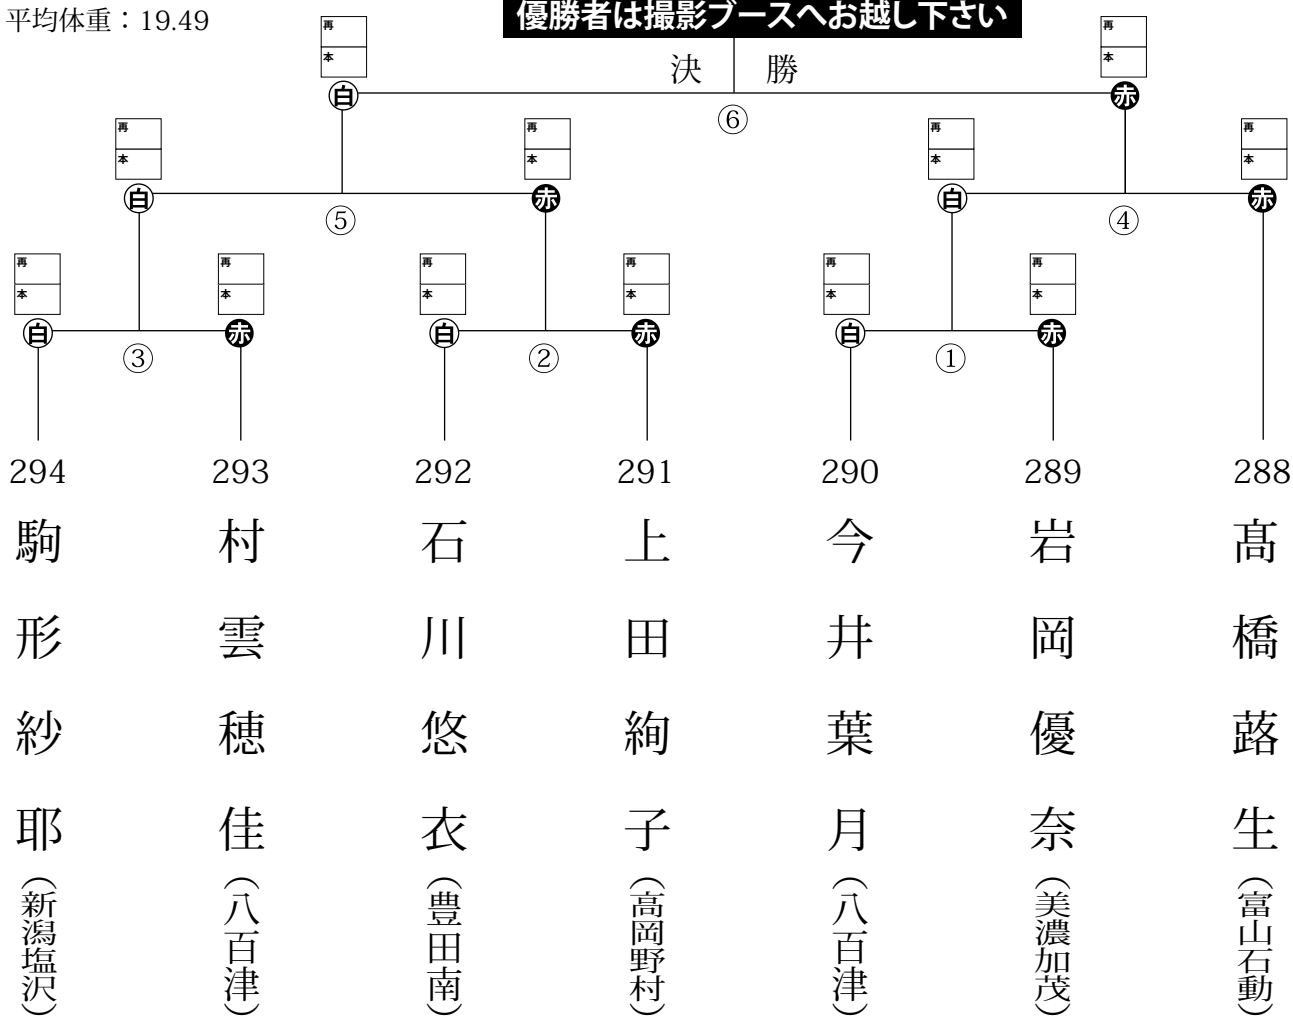 平均体重：19.49
優勝者は撮影ブースへお越し下さい
再 再
本 決 勝 本
白 赤
⑥
再 再 再 再
本 本 本 本
白 赤 白 赤
⑤ ④
再 再 再 再 再 再
本 本 本 本 本 本
白 赤 白 赤 白 赤
③ ② ①
294 293 292 291 290 289 288
駒形紗耶（新潟塩沢）
村雲穂佳（八百津）
石川悠衣（豊田南）
上田絢子（高岡野村）
今井葉月（八百津）
岩岡優奈（美濃加茂）
髙橋蕗生（富山石動）